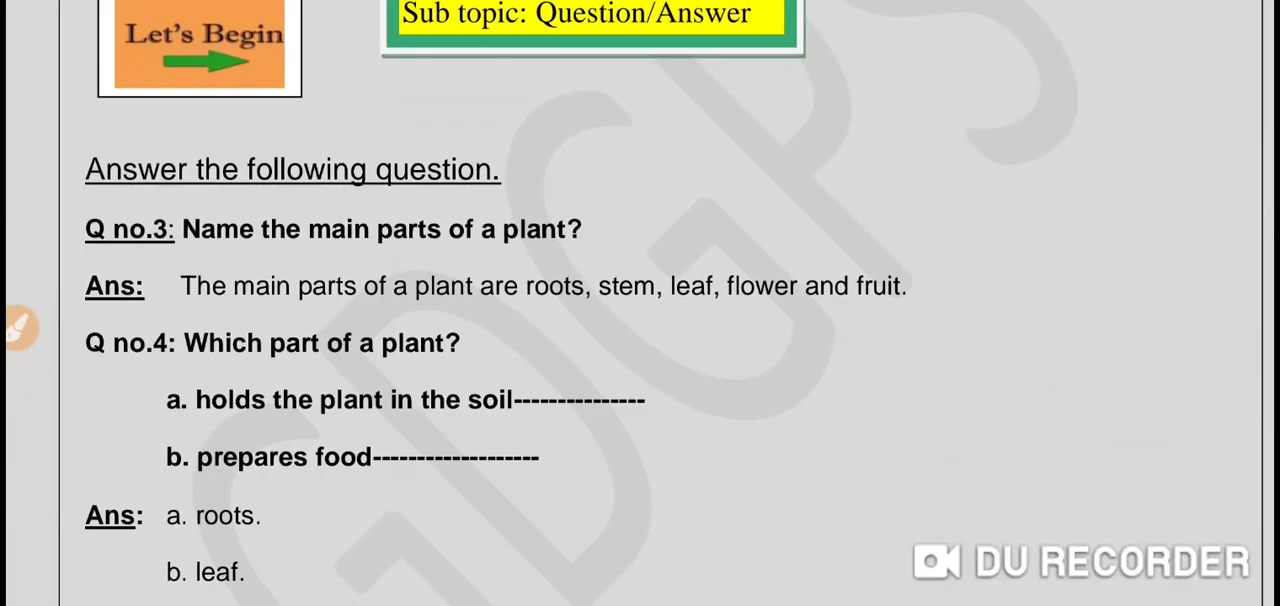 Let's Begin
Sub topic: Question/Answer
Answer the following question.
Q no.3: Name the main parts of a plant?
Ans: The main parts of a plant are roots, stem, leaf, flower and fruit.
Q no.4: Which part of a plant?
a. holds the plant in the soil---------------
b. prepares food-------------------
Ans: a. roots.
b. leaf.
GDGPS
DU RECORDER